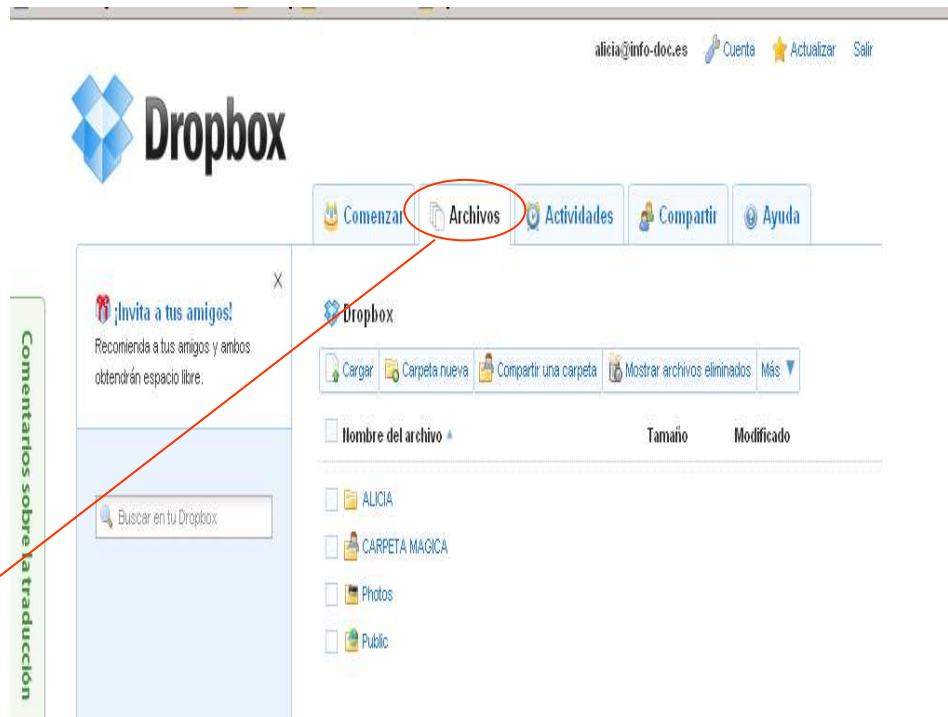 alicia@info-doc.es Cuenta Actualizar Salir
Dropbox
Comenzar Archivos Actividades Compartir Ayuda
¡Invita a tus amigos!
Recomienda a tus amigos y ambos
obtendrán espacio libre.
Buscar en tu Dropbox
Dropbox
Cargar Carpeta nueva Compartir una carpeta Mostrar archivos eliminados Más
Nombre del archivo Tamaño Modificado
ALICIA
CARPETA MAGICA
Photos
Public
Comentarios sobre la traducción